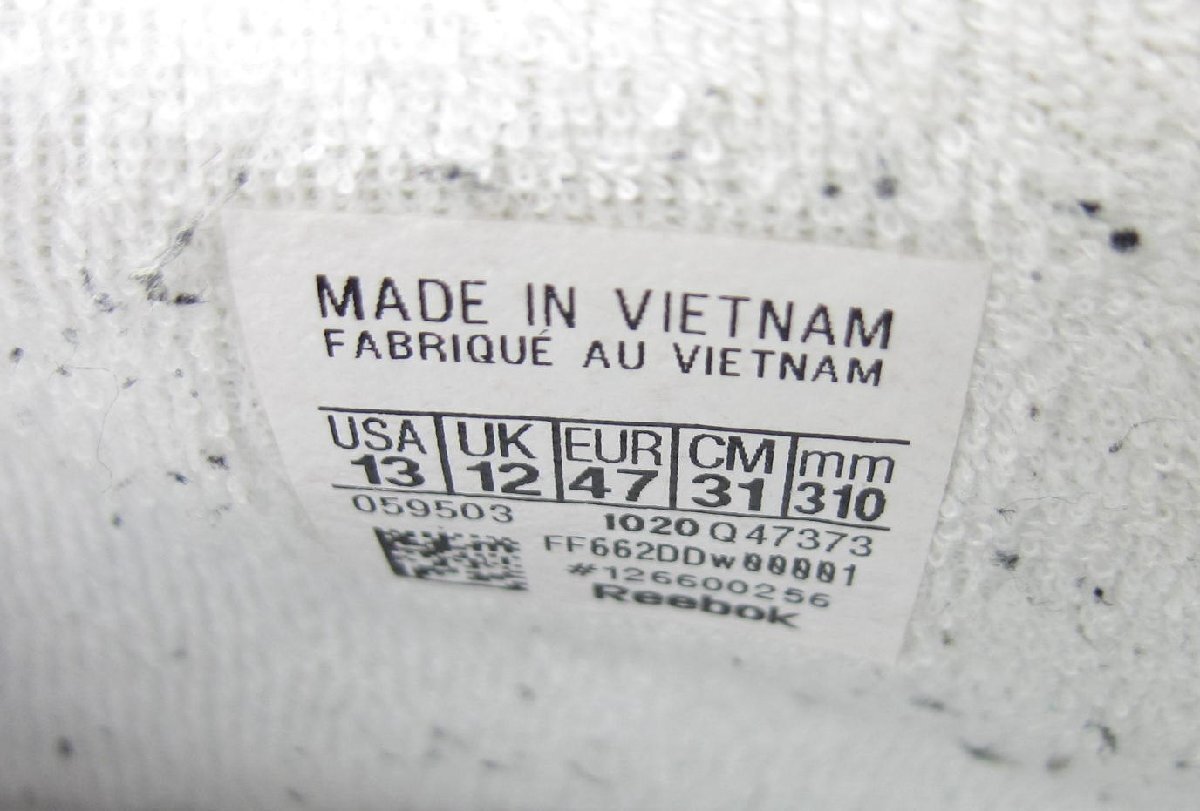 MADE IN VIETNAM
FABRIQUÉ AU VIETNAM
USA UK EUR CM mm
13 12 47 31 310
059503 1020 Q47373
FF662DDw00001
#126600256
Reebok